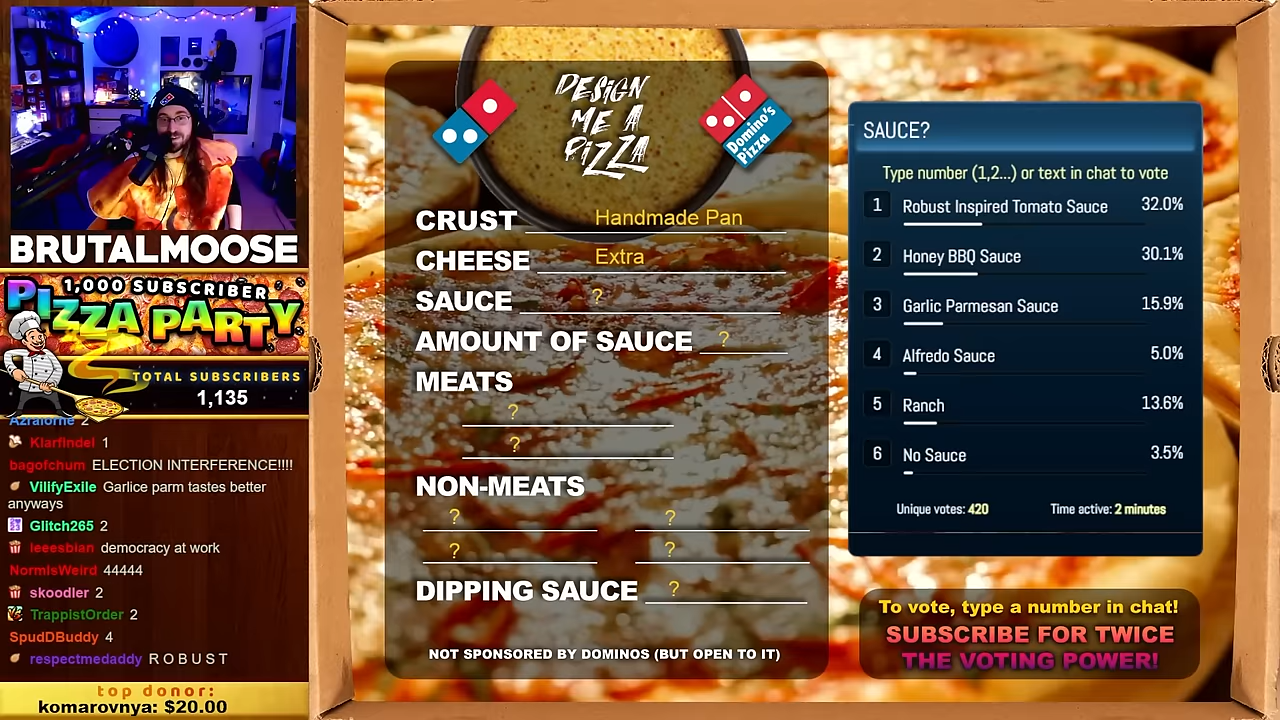 BRUTALMOOSE
1,000 SUBSCRIBER
PIZZA PARTY
TOTAL SUBSCRIBERS
1,135
Azralorne 2
Klarfindel 1
bagofchum ELECTION INTERFERENCE!!!!
VilifyExile Garlice parm tastes better
anyways
Glitch265 2
leeesbian democracy at work
NormIsWeird 44444
skoodler 2
TrappistOrder 2
SpudDBuddy 4
respectmedaddy R O B U S T
top donor:
komarovnya: $20.00
DESIGN
ME A
PIZZA
Domino's
Pizza
CRUST Handmade Pan
CHEESE Extra
SAUCE ?
AMOUNT OF SAUCE ?
MEATS
?
?
NON-MEATS
? ?
? ?
DIPPING SAUCE ?
NOT SPONSORED BY DOMINOS (BUT OPEN TO IT)
SAUCE?
Type number (1,2...) or text in chat to vote
1 Robust Inspired Tomato Sauce 32.0%
2 Honey BBQ Sauce 30.1%
3 Garlic Parmesan Sauce 15.9%
4 Alfredo Sauce 5.0%
5 Ranch 13.6%
6 No Sauce 3.5%
Unique votes: 420 Time active: 2 minutes
To vote, type a number in chat!
SUBSCRIBE FOR TWICE
THE VOTING POWER!